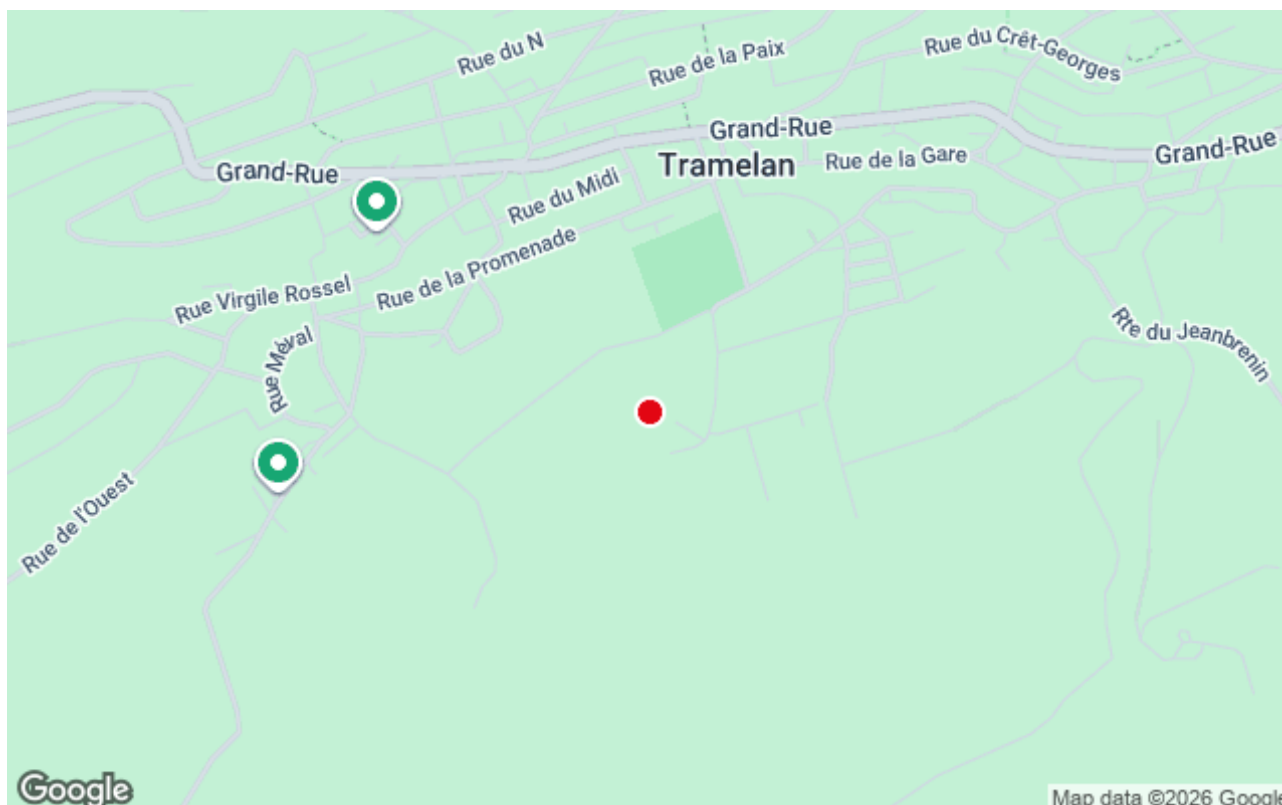 Rue du N
Rue de la Paix
Rue du Crêt-Georges
Grand-Rue
Grand-Rue
Grand-Rue
Tramelan
Rue de la Gare
Rue du Midi
Rue de la Promenade
Rue Virgile Rossel
Rue Méval
Rte du Jeanbrenin
Rue de l'Ouest
Google
Map data ©2026 Google